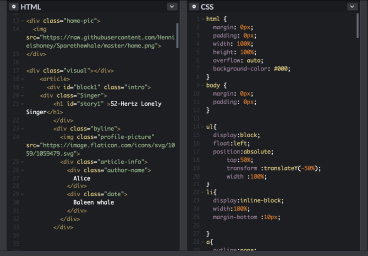 HTML
<div class="home-pic">
<img
src="https://raw.githubusercontent.com/Henni
eishoney/Sparethewhale/master/home.png">
</div>
<div class="visual"></div>
<article>
<div id="block1" class="intro">
<div class="Singer">
<h1 id="story1" >52-Hertz Lonely
Singer</h1>
</div>
<div class="byline">
<img class="profile-picture"
src="https://image.flaticon.com/icons/svg/10
59/1059479.svg">
<div class="article-info">
<div class="author-name">
Alice
</div>
<div class="date">
Baleen whale
</div>
</div>
CSS
html {
margin: 0px;
padding: 0px;
width: 100%;
height: 100%;
overflow: auto;
background-color: #000;
}
body {
margin: 0px;
padding: 0px;
}
ul{
display:block;
float:left;
position:absolute;
top:50%;
transform :translateY(-50%);
width :100%;
}
li{
display:inline-block;
width:100%;
margin-bottom :10px;
}
a{
outline:none;